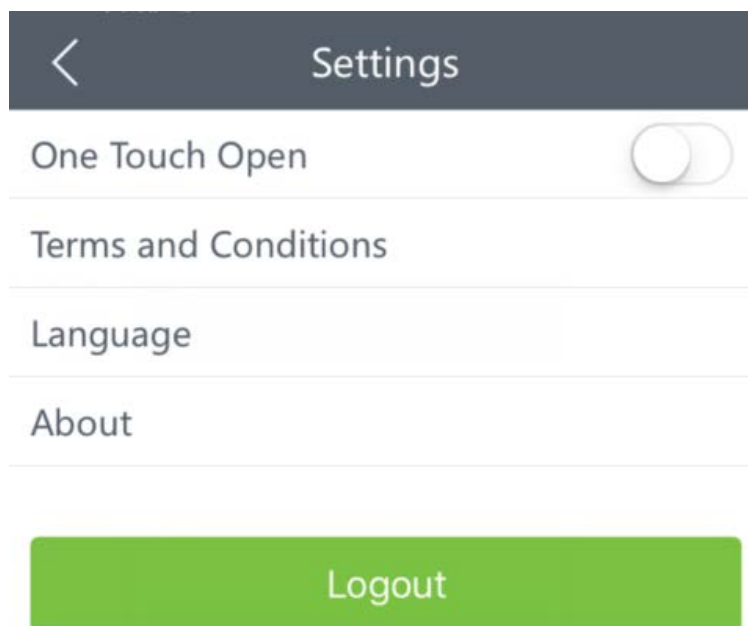 Settings
One Touch Open
Terms and Conditions
Language
About
Logout